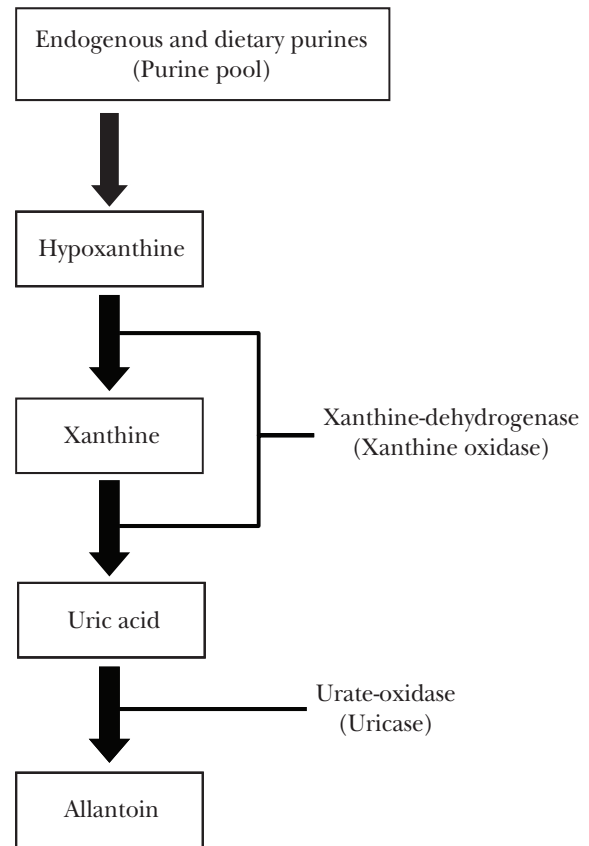 Endogenous and dietary purines
(Purine pool)
Hypoxanthine
Xanthine
Xanthine-dehydrogenase
(Xanthine oxidase)
Uric acid
Urate-oxidase
(Uricase)
Allantoin